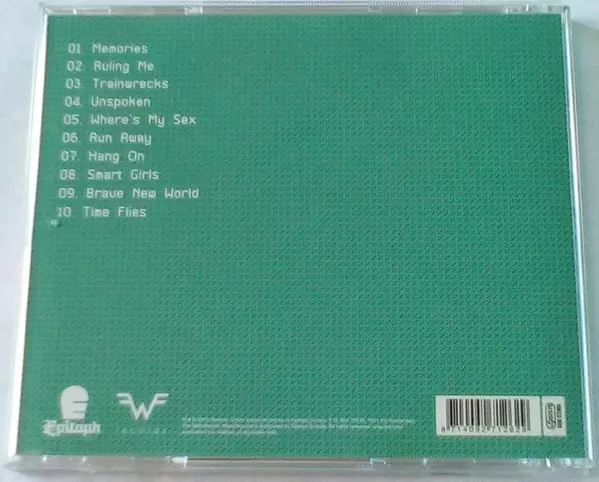 01. Memories
02. Ruling Me
03. Trainwrecks
04. Unspoken
05. Where's My Sex
06. Run Away
07. Hang On
08. Smart Girls
09. Brave New World
10. Time Flies
Epitaph
W
records
8714092712629